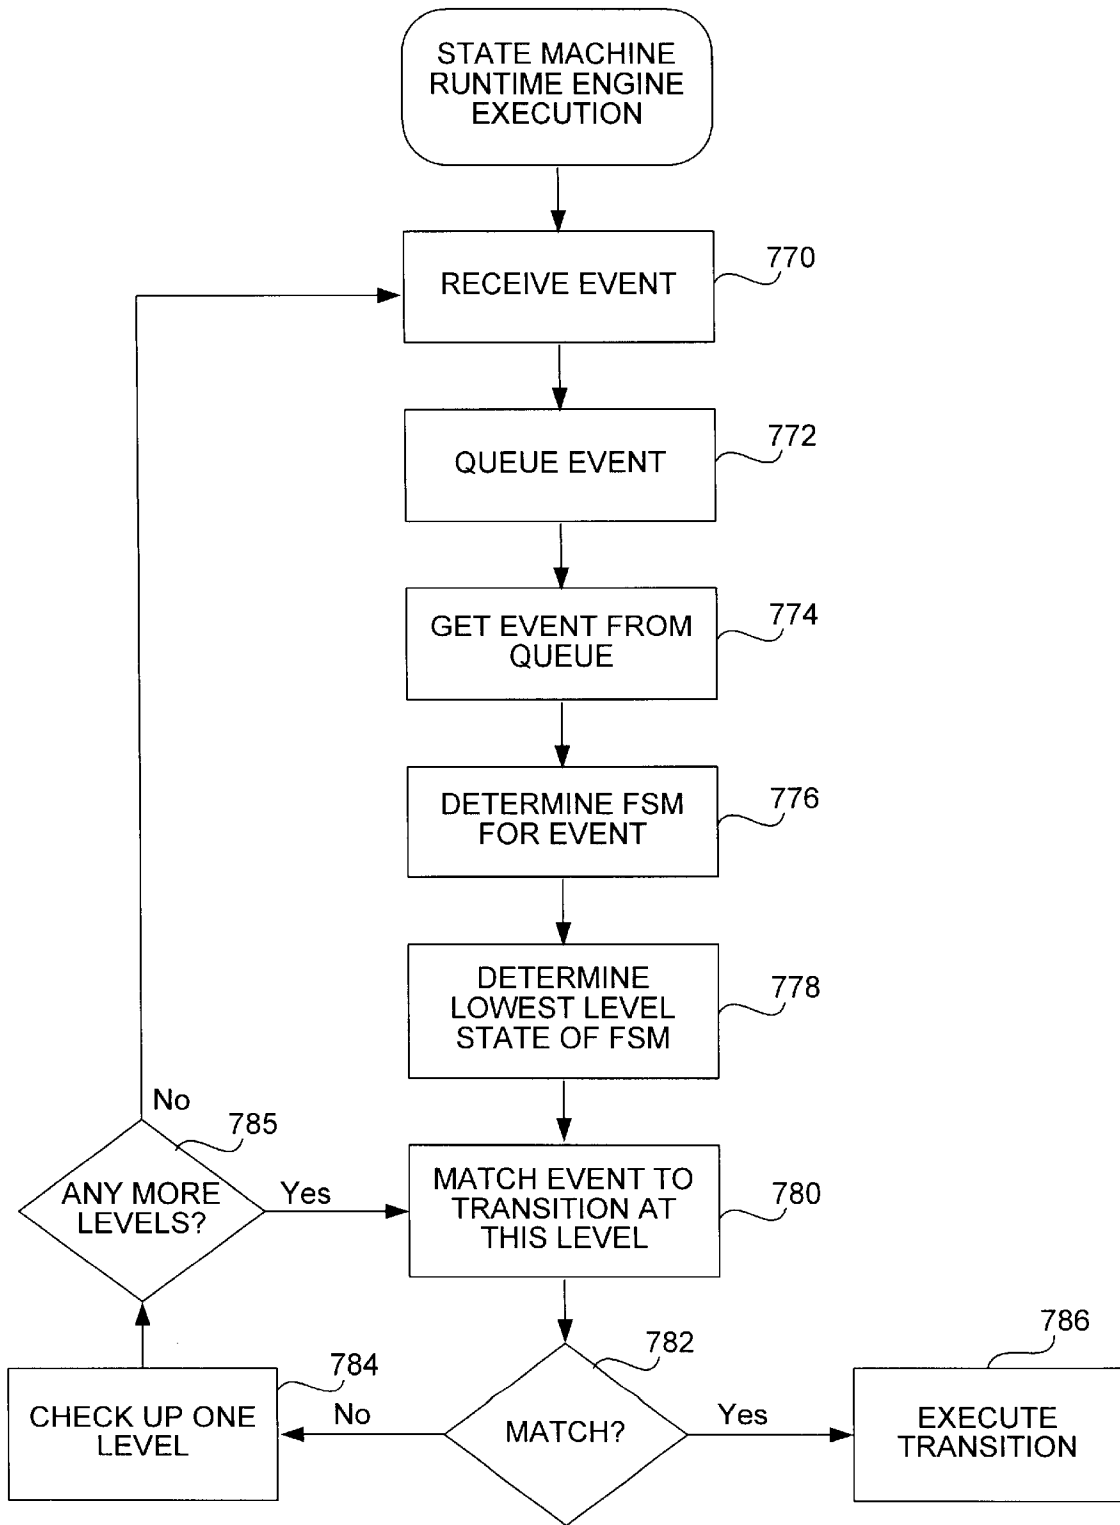 STATE MACHINE
RUNTIME ENGINE
EXECUTION
770
RECEIVE EVENT
772
QUEUE EVENT
774
GET EVENT FROM
QUEUE
776
DETERMINE FSM
FOR EVENT
778
DETERMINE
LOWEST LEVEL
STATE OF FSM
No
785
ANY MORE
LEVELS?
Yes
MATCH EVENT TO
TRANSITION AT
THIS LEVEL
780
782
786
784
CHECK UP ONE
LEVEL
No
MATCH?
Yes
EXECUTE
TRANSITION